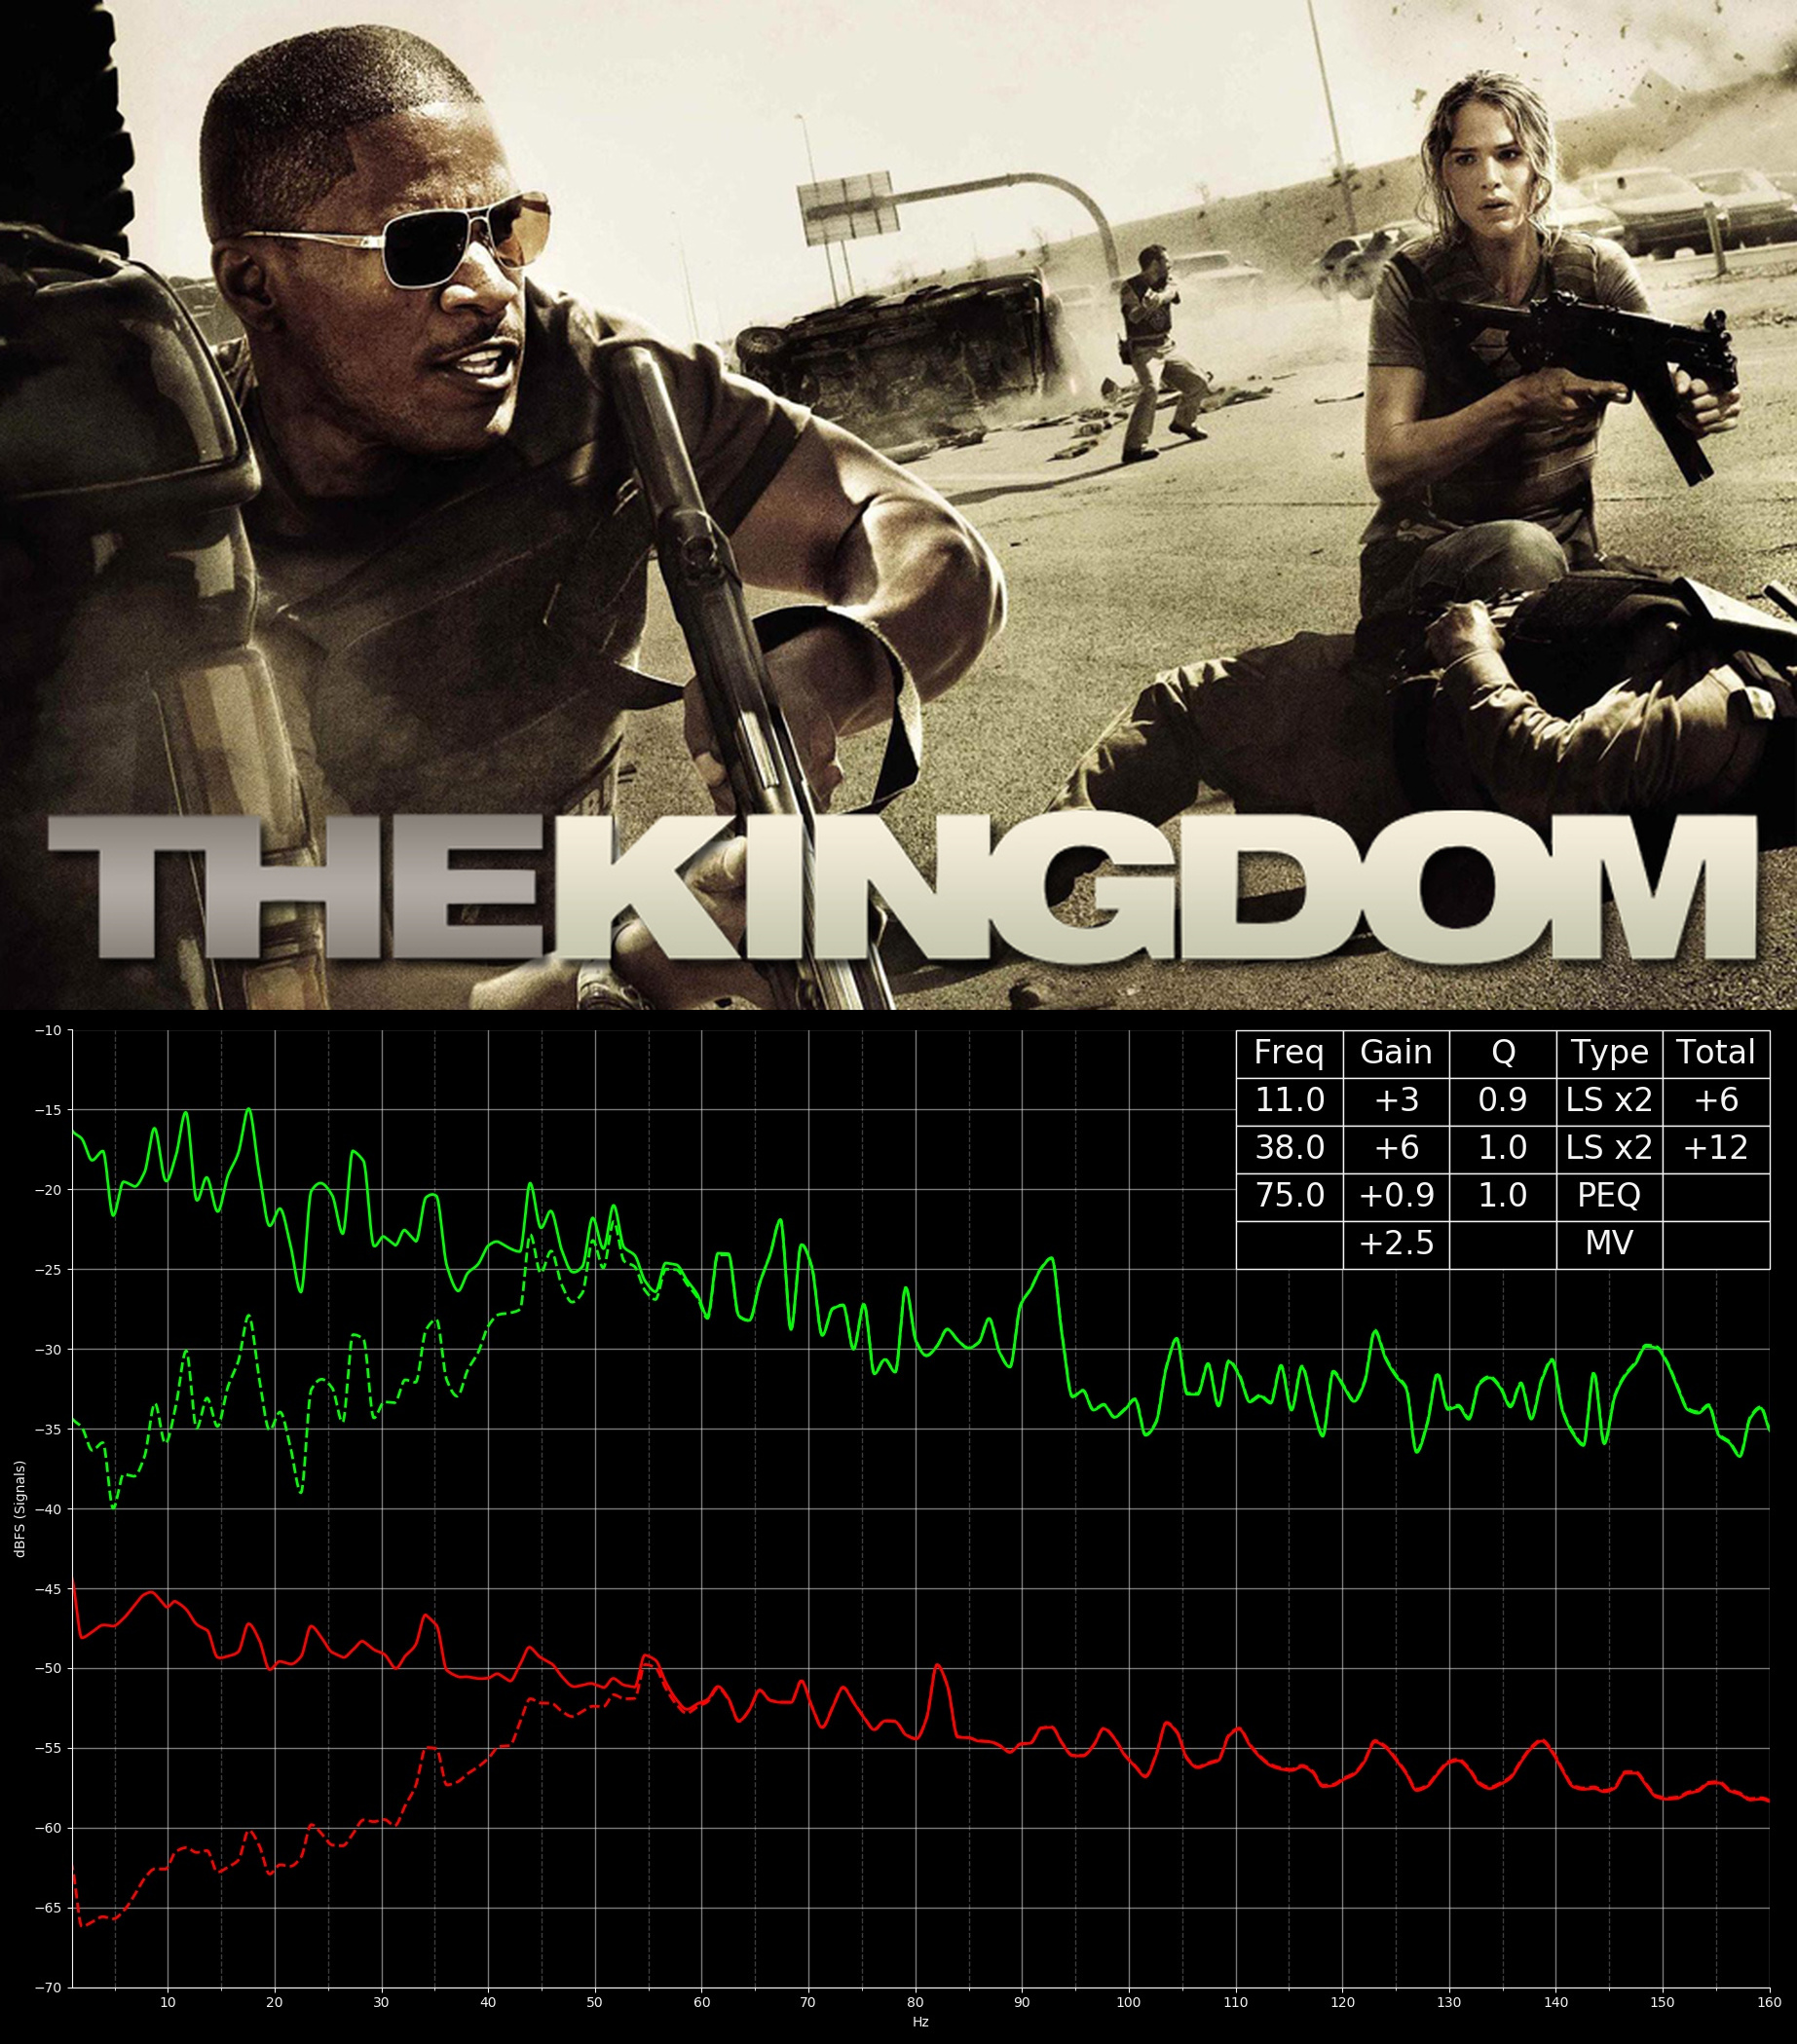 THEKINGDOM
Freq Gain Q Type Total
11.0 +3 0.9 LS x2 +6
38.0 +6 1.0 LS x2 +12
75.0 +0.9 1.0 PEQ
+2.5 MV
−10
−15
−20
−25
−30
−35
−40
−45
−50
−55
−60
−65
−70
dBFS (Signals)
10 20 30 40 50 60 70 80 90 100 110 120 130 140 150 160
Hz